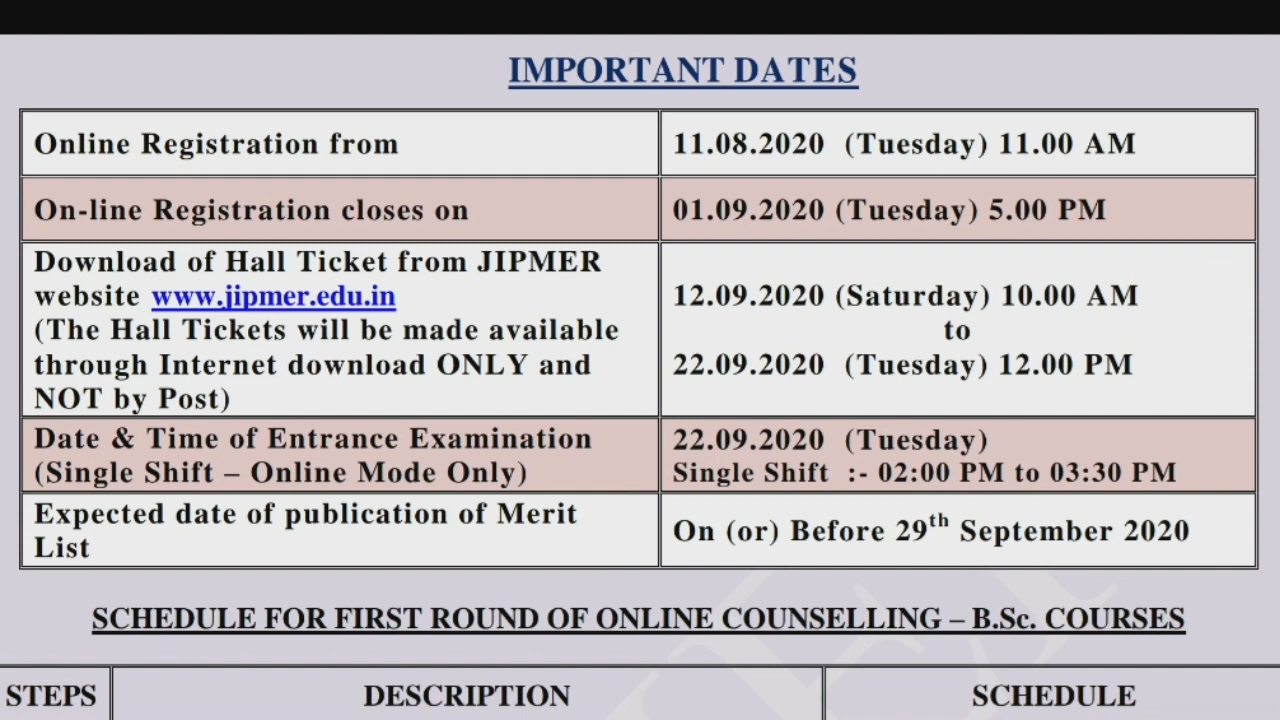 IMPORTANT DATES
Online Registration from
11.08.2020 (Tuesday) 11.00 AM
On-line Registration closes on
01.09.2020 (Tuesday) 5.00 PM
Download of Hall Ticket from JIPMER
website www.jipmer.edu.in
(The Hall Tickets will be made available
through Internet download ONLY and
NOT by Post)
12.09.2020 (Saturday) 10.00 AM
to
22.09.2020 (Tuesday) 12.00 PM
Date & Time of Entrance Examination
(Single Shift – Online Mode Only)
22.09.2020 (Tuesday)
Single Shift :- 02:00 PM to 03:30 PM
Expected date of publication of Merit
List
On (or) Before 29th September 2020
SCHEDULE FOR FIRST ROUND OF ONLINE COUNSELLING – B.Sc. COURSES
STEPS
DESCRIPTION
SCHEDULE